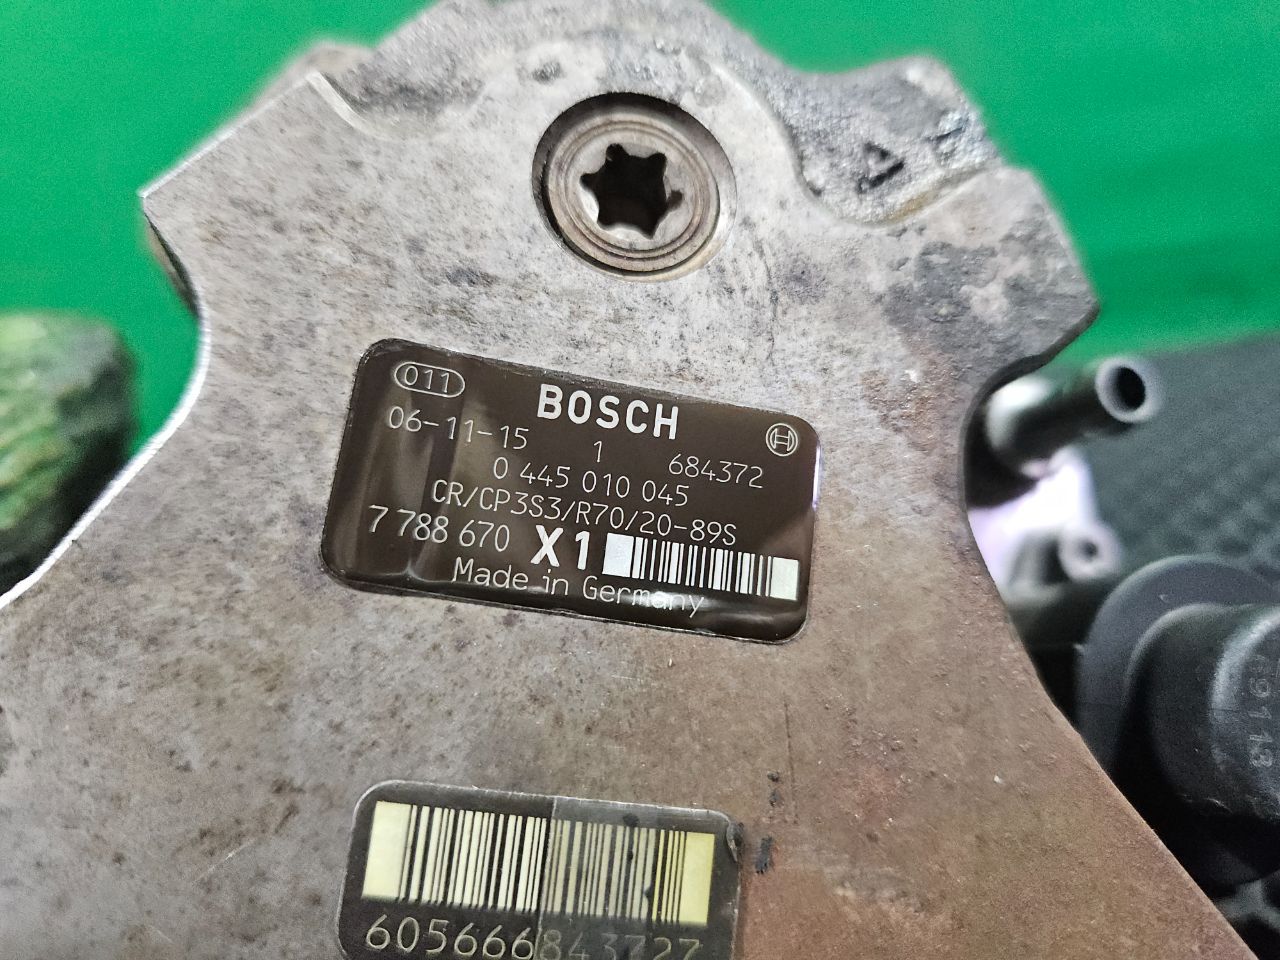 011 BOSCH
06-11-15 1 684372
0 445 010 045
CR/CP3S3/R70/20-89S
7 788 670 X1
Made in Germany
605666843727